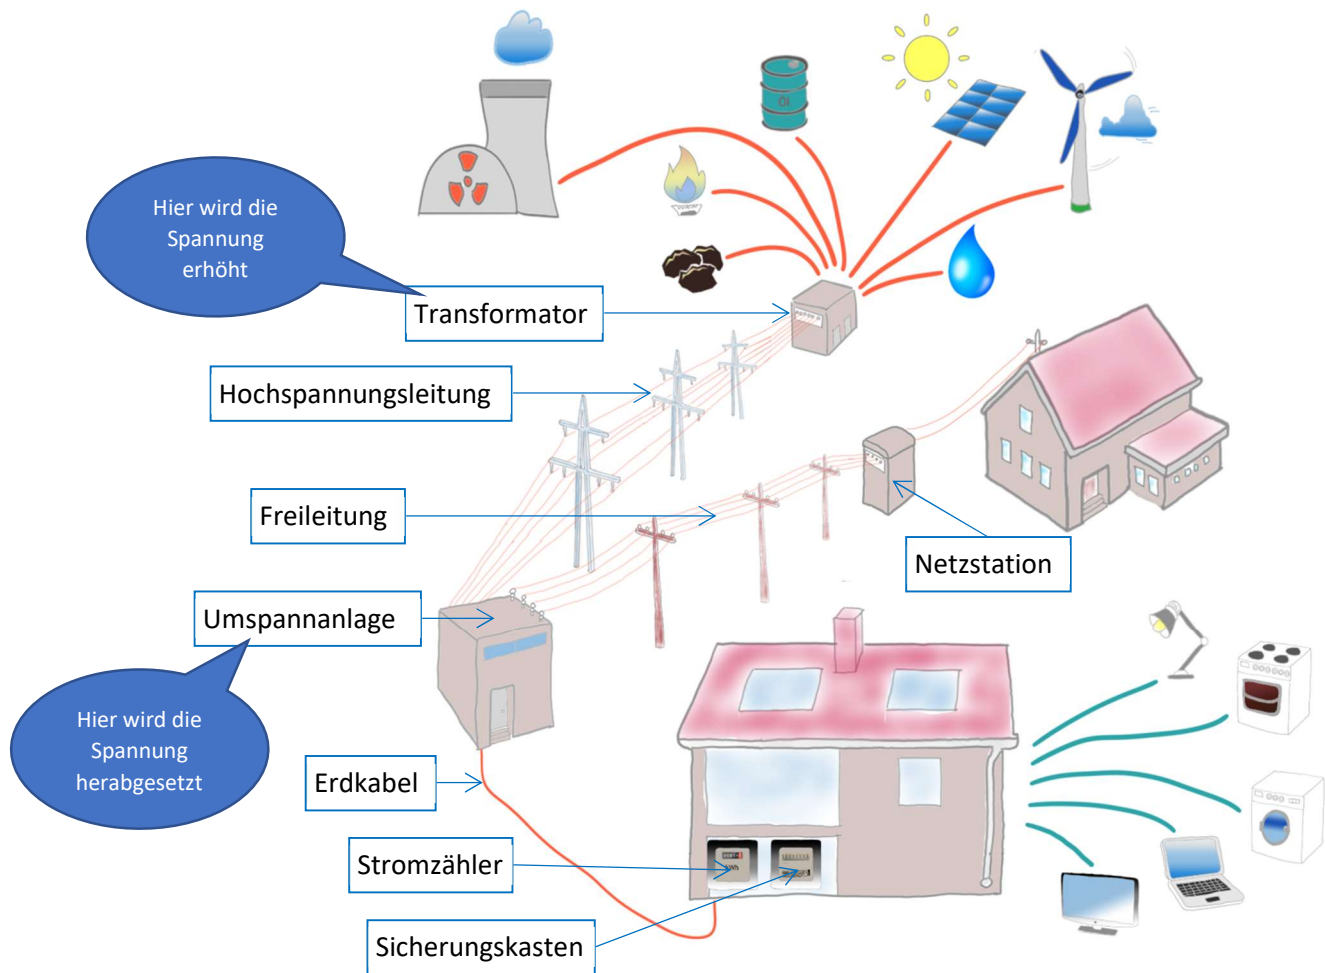 Öl
Hier wird die
Spannung
erhöht
Transformator
Hochspannungsleitung
Freileitung
Netzstation
Umspannanlage
Hier wird die
Spannung
herabgesetzt
Erdkabel
Stromzähler
kWh
Sicherungskasten